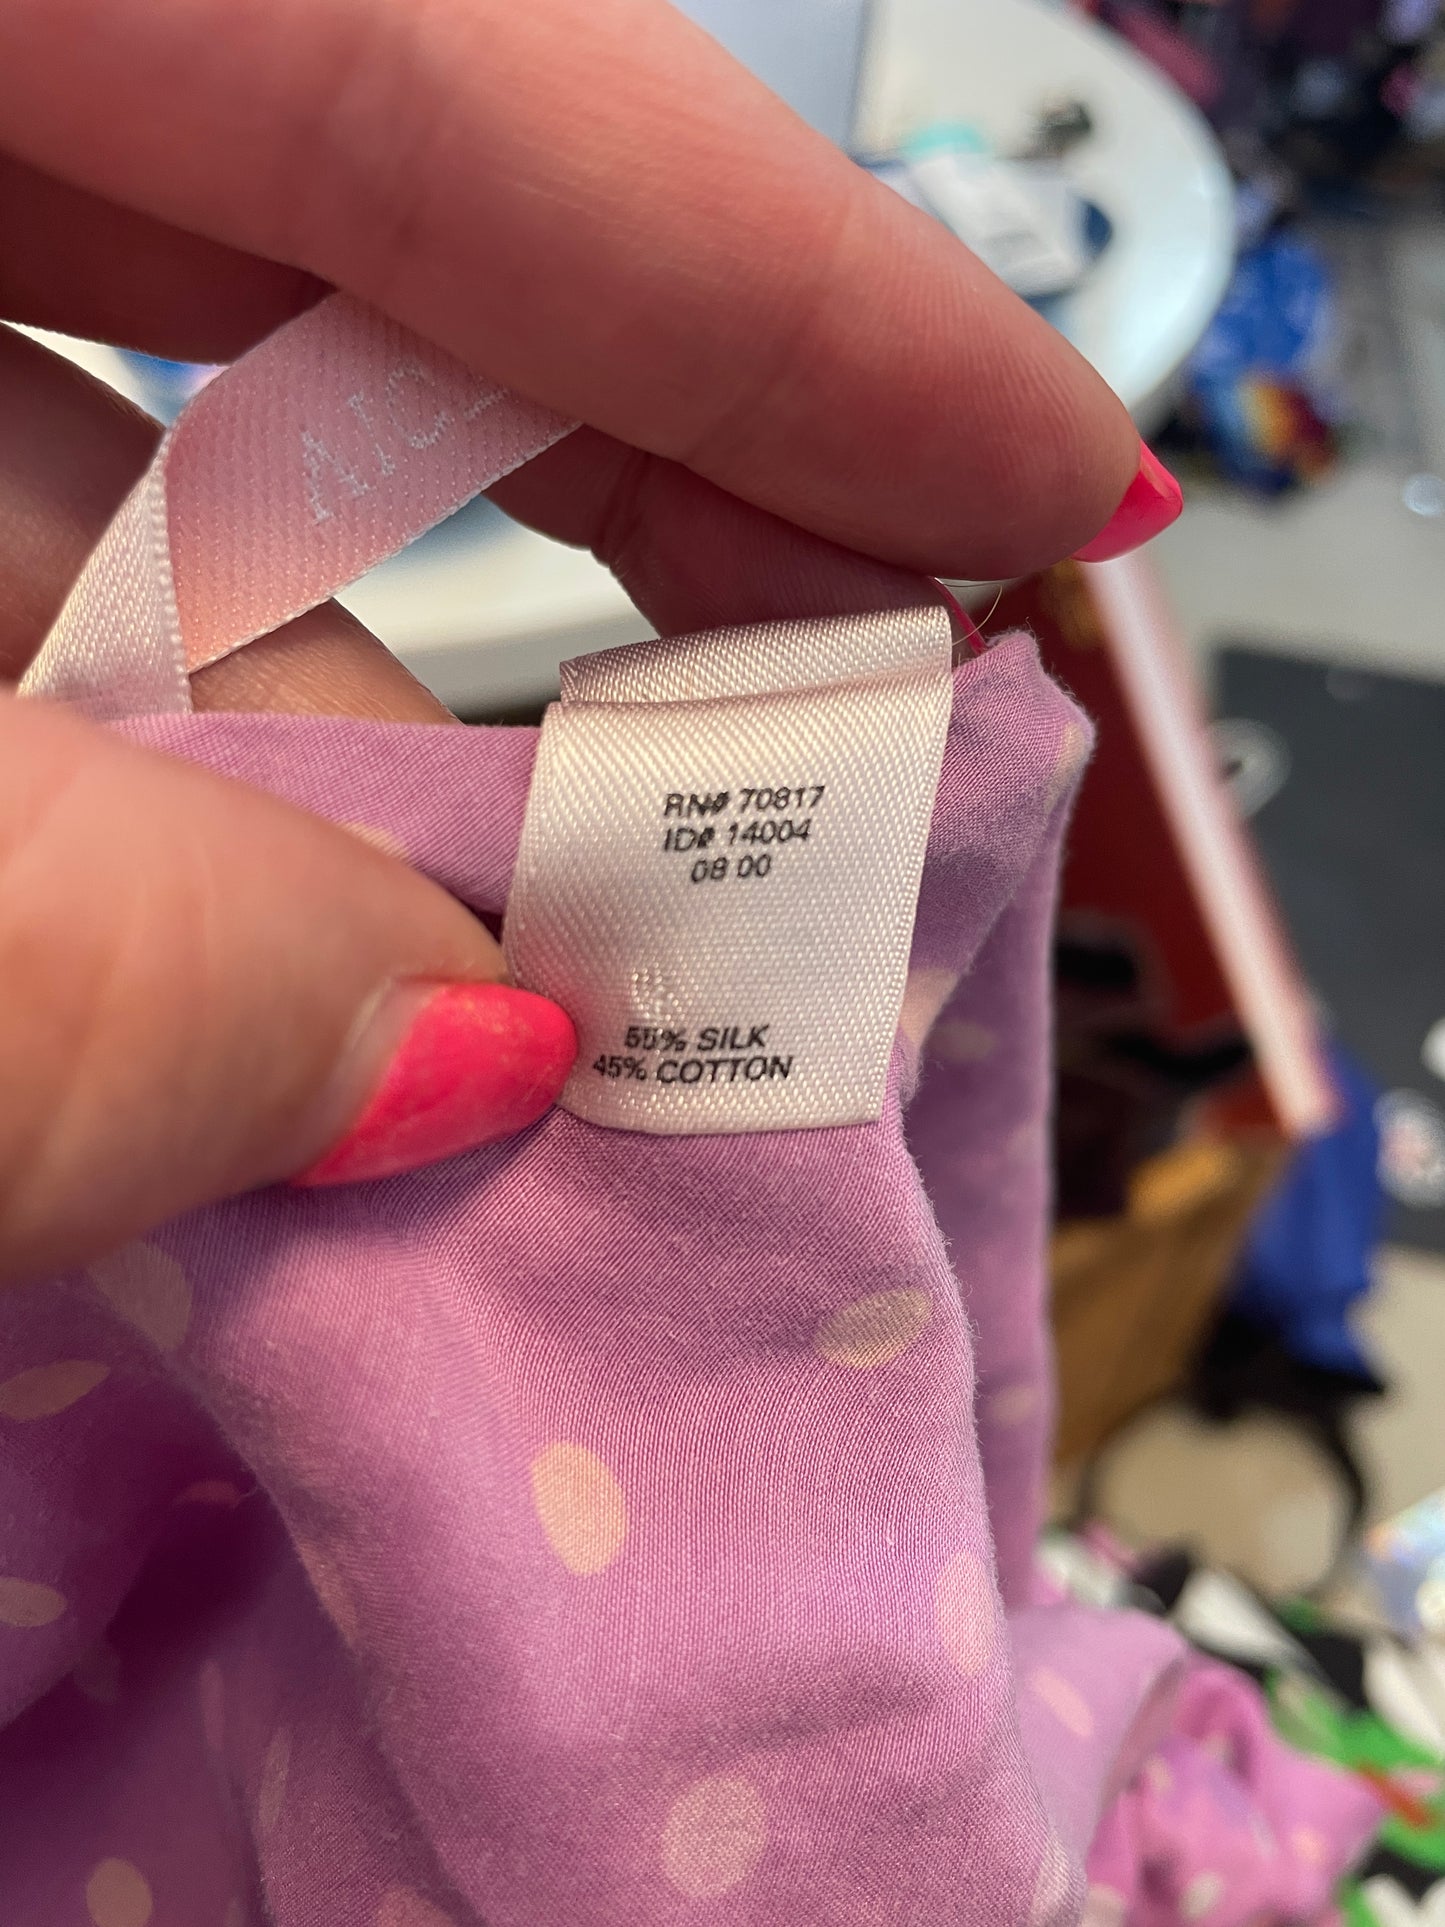 RN# 70817
ID# 14004
08 00
55% SILK
45% COTTON